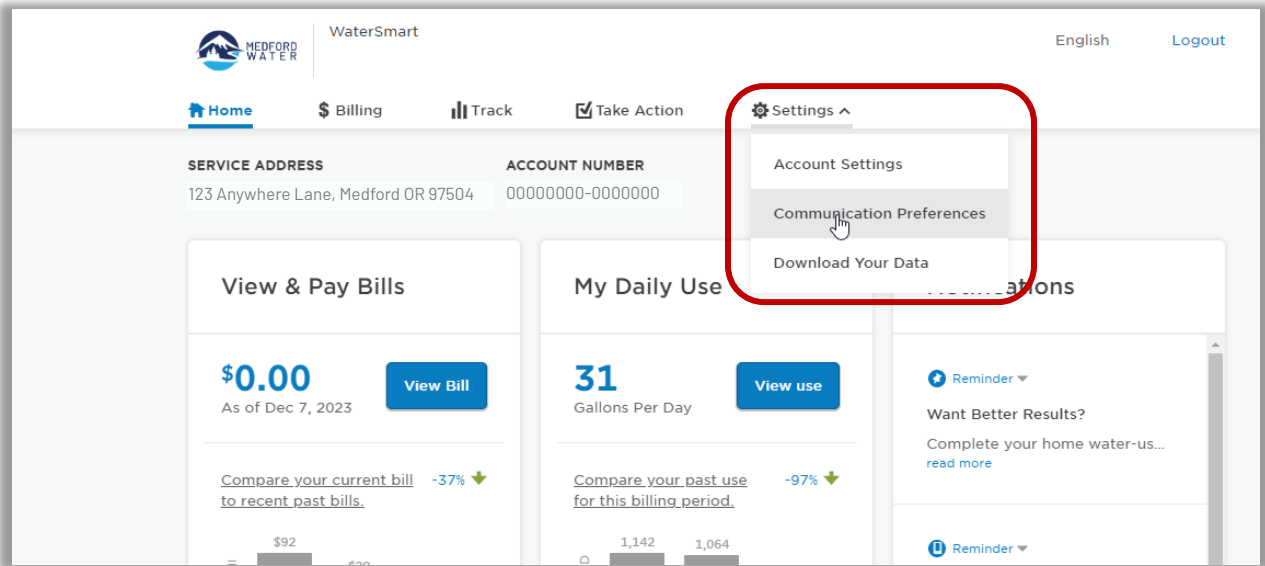 MEDFORD
WATER
WaterSmart
English
Logout
Home
$ Billing
Track
Take Action
Settings
Account Settings
Communication Preferences
Download Your Data
SERVICE ADDRESS
123 Anywhere Lane, Medford OR 97504
ACCOUNT NUMBER
00000000-0000000
View & Pay Bills
$0.00
As of Dec 7, 2023
View Bill
Compare your current bill
to recent past bills.
-37%
$92
My Daily Use
31
Gallons Per Day
View use
Compare your past use
for this billing period.
-97%
1,142
1,064
Reminder
Want Better Results?
Complete your home water-us...
read more
Reminder